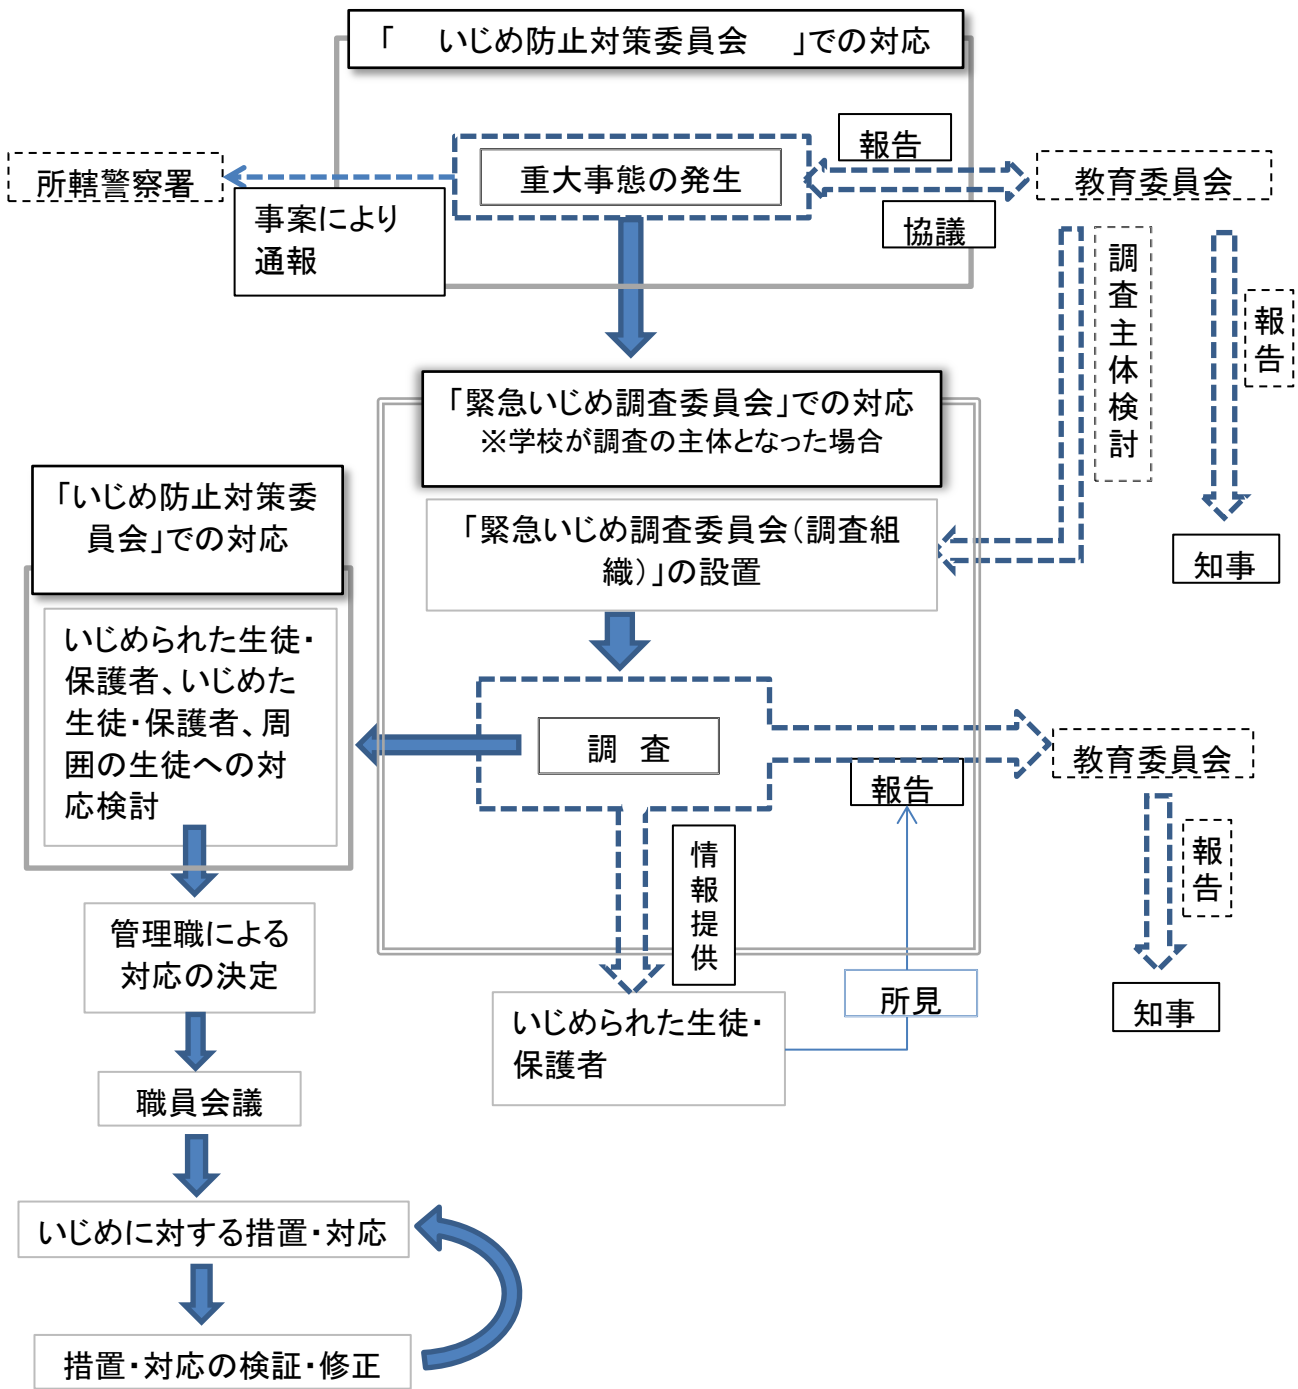 「　いじめ防止対策委員会　」での対応
報告
所轄警察署
重大事態の発生
教育委員会
事案により
通報
協議
調査主体検討
報告
「緊急いじめ調査委員会」での対応
※学校が調査の主体となった場合
「いじめ防止対策委
員会」での対応
「緊急いじめ調査委員会（調査組
織）」の設置
知事
いじめられた生徒・
保護者、いじめた
生徒・保護者、周
囲の生徒への対
応検討
調　査
教育委員会
報告
情報提供
報告
管理職による
対応の決定
所見
知事
いじめられた生徒・
保護者
職員会議
いじめに対する措置・対応
措置・対応の検証・修正